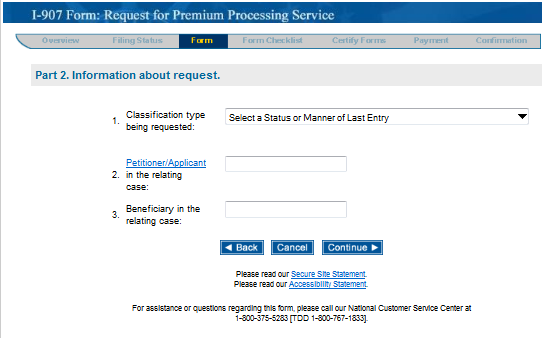 I-907 Form: Request for Premium Processing Service
Overview Filing Status Form Form Checklist Certify Forms Payment Confirmation
Part 2. Information about request.
1. Classification type
being requested:
Select a Status or Manner of Last Entry
2. Petitioner/Applicant
in the relating
case:
3. Beneficiary in the
relating case:
Back Cancel Continue
Please read our Secure Site Statement.
Please read our Accessibility Statement.
For assistance or questions regarding this form, please call our National Customer Service Center at
1-800-375-5283 [TDD 1-800-767-1833].